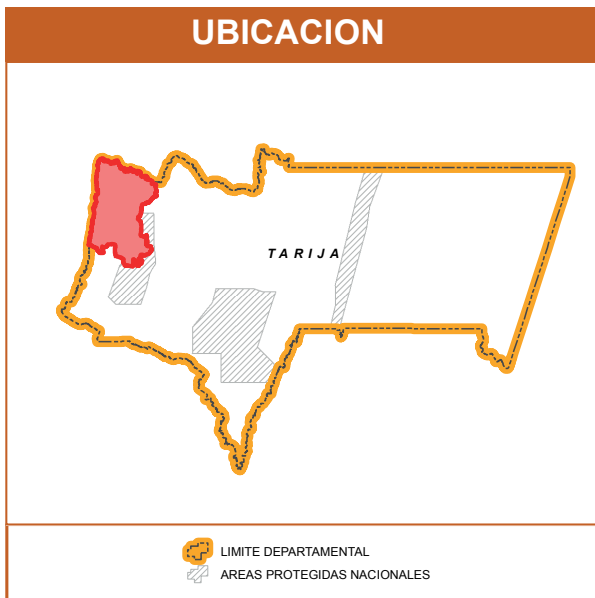 UBICACION
TARIJA
LIMITE DEPARTAMENTAL
AREAS PROTEGIDAS NACIONALES